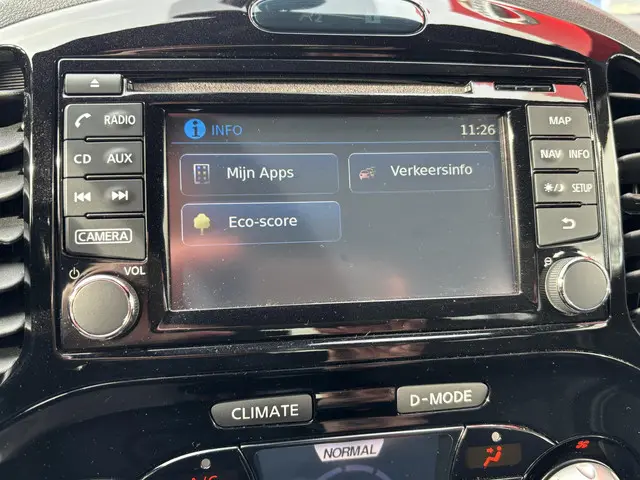 INFO 11:26
Mijn Apps Verkeersinfo
Eco-score
RADIO
CD AUX
CAMERA
VOL
MAP
NAV INFO
SETUP
CLIMATE D-MODE
NORMAL